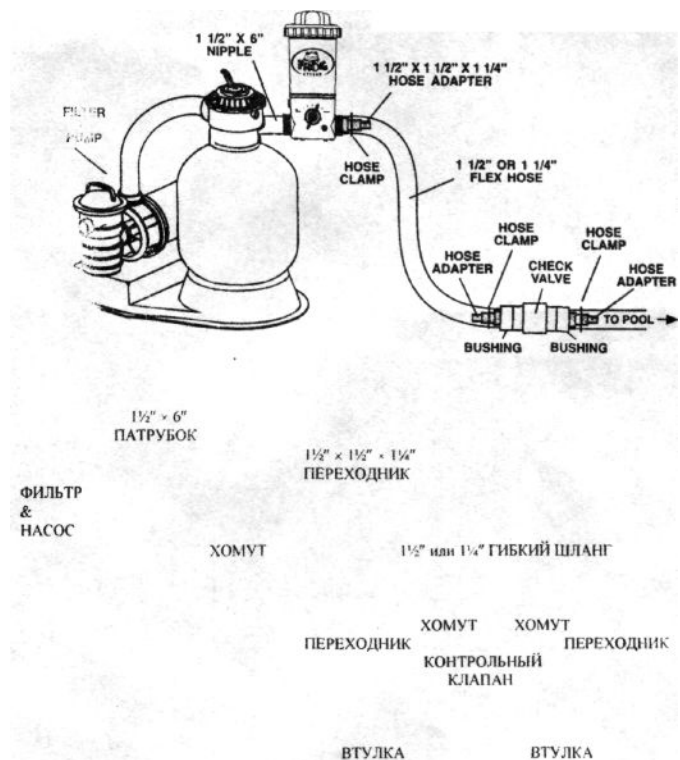 1 1/2" X 6"
NIPPLE
FROG
1 1/2" X 1 1/2" X 1 1/4"
HOSE ADAPTER
FILTER
PUMP
HOSE
CLAMP
1 1/2" OR 1 1/4"
FLEX HOSE
HOSE
CLAMP
HOSE
CLAMP
HOSE
ADAPTER
CHECK
VALVE
HOSE
ADAPTER
TO POOL
BUSHING
BUSHING
1½" × 6"
ПАТРУБОК
1½" × 1½" × 1¼"
ПЕРЕХОДНИК
ФИЛЬТР
&
НАСОС
ХОМУТ
1½" или 1¼" ГИБКИЙ ШЛАНГ
ХОМУТ ХОМУТ
ПЕРЕХОДНИК ПЕРЕХОДНИК
КОНТРОЛЬНЫЙ
КЛАПАН
ВТУЛКА ВТУЛКА